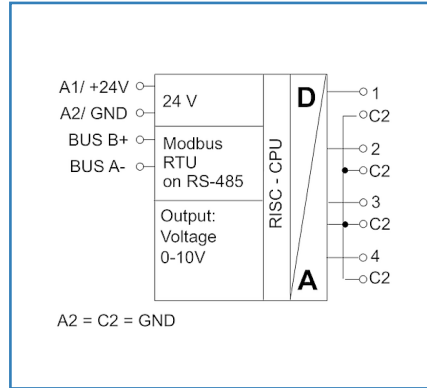 A1/ +24V
A2/ GND
BUS B+
BUS A-
24 V
Modbus
RTU
on RS-485
Output:
Voltage
0-10V
RISC - CPU
D
A
1
C2
2
C2
3
C2
4
C2
A2 = C2 = GND